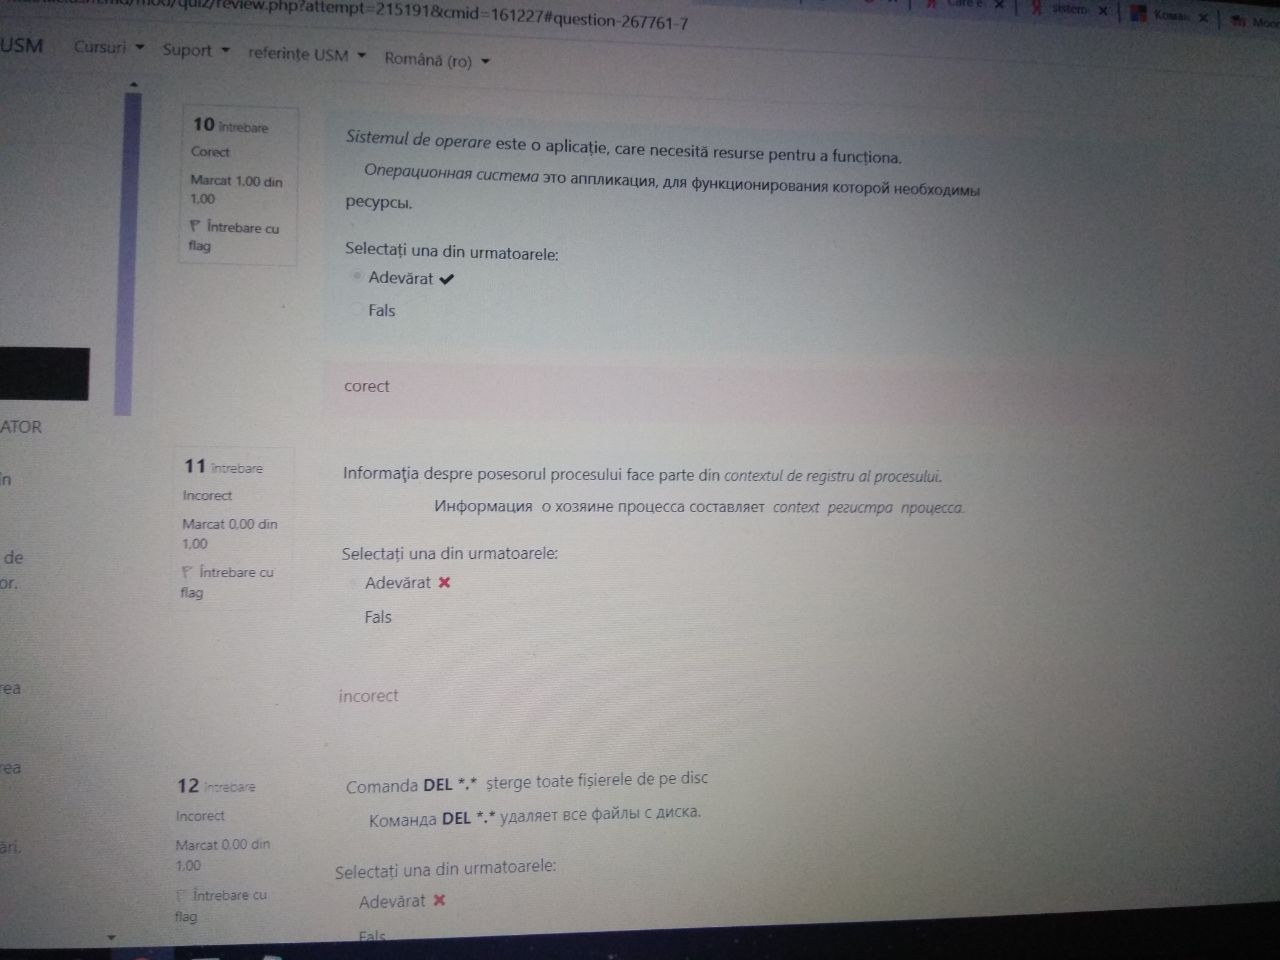 quiz/review.php?attempt=215191&cmid=161227#question-267761-7
USM Cursuri Suport referințe USM Română (ro)
10 întrebare
Corect
Marcat 1,00 din
1,00
Întrebare cu
flag
Sistemul de operare este o aplicație, care necesită resurse pentru a funcționa.
Операционная система это аппликация, для функционирования которой необходимы
ресурсы.
Selectați una din urmatoarele:
Adevărat
Fals
corect
ATOR
in
de
or.
rea
rea
ări.
11 întrebare
Incorect
Marcat 0,00 din
1,00
Întrebare cu
flag
Informaţia despre posesorul procesului face parte din contextul de registru al procesului.
Информация о хозяине процесса составляет context регистра процесса.
Selectați una din urmatoarele:
Adevărat
Fals
incorect
12 întrebare
Incorect
Marcat 0,00 din
1,00
Întrebare cu
flag
Comanda DEL *.* șterge toate fișierele de pe disc
Команда DEL *.* удаляет все файлы с диска.
Selectați una din urmatoarele:
Adevărat
Fals